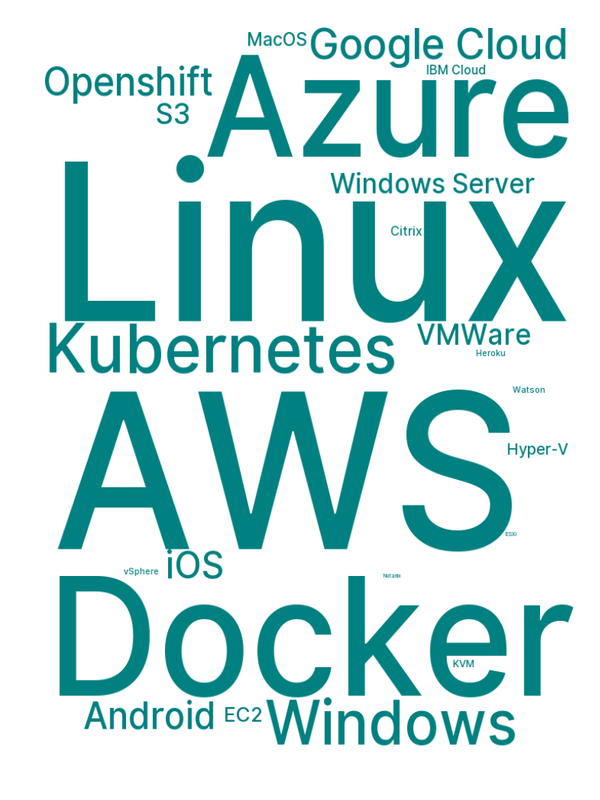 MacOS
Google Cloud
Openshift
IBM Cloud
Azure
S3
Linux
Windows Server
Citrix
Kubernetes
VMWare
Heroku
AWS
Watson
Hyper-V
ESXi
iOS
vSphere
Nutanix
Docker
KVM
Android
EC2
Windows